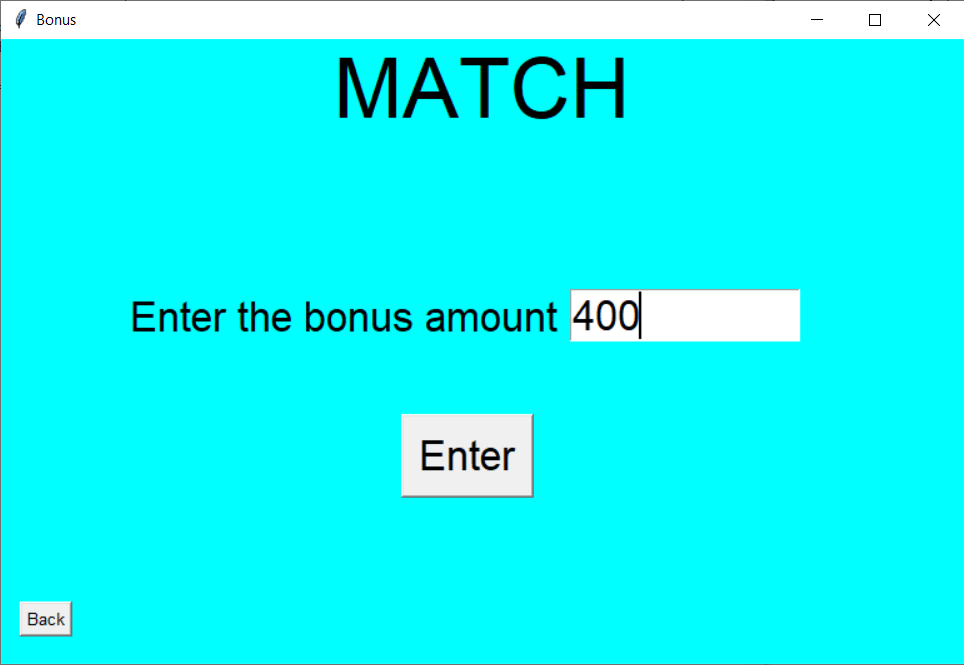 Bonus
MATCH
Enter the bonus amount 400
Enter
Back